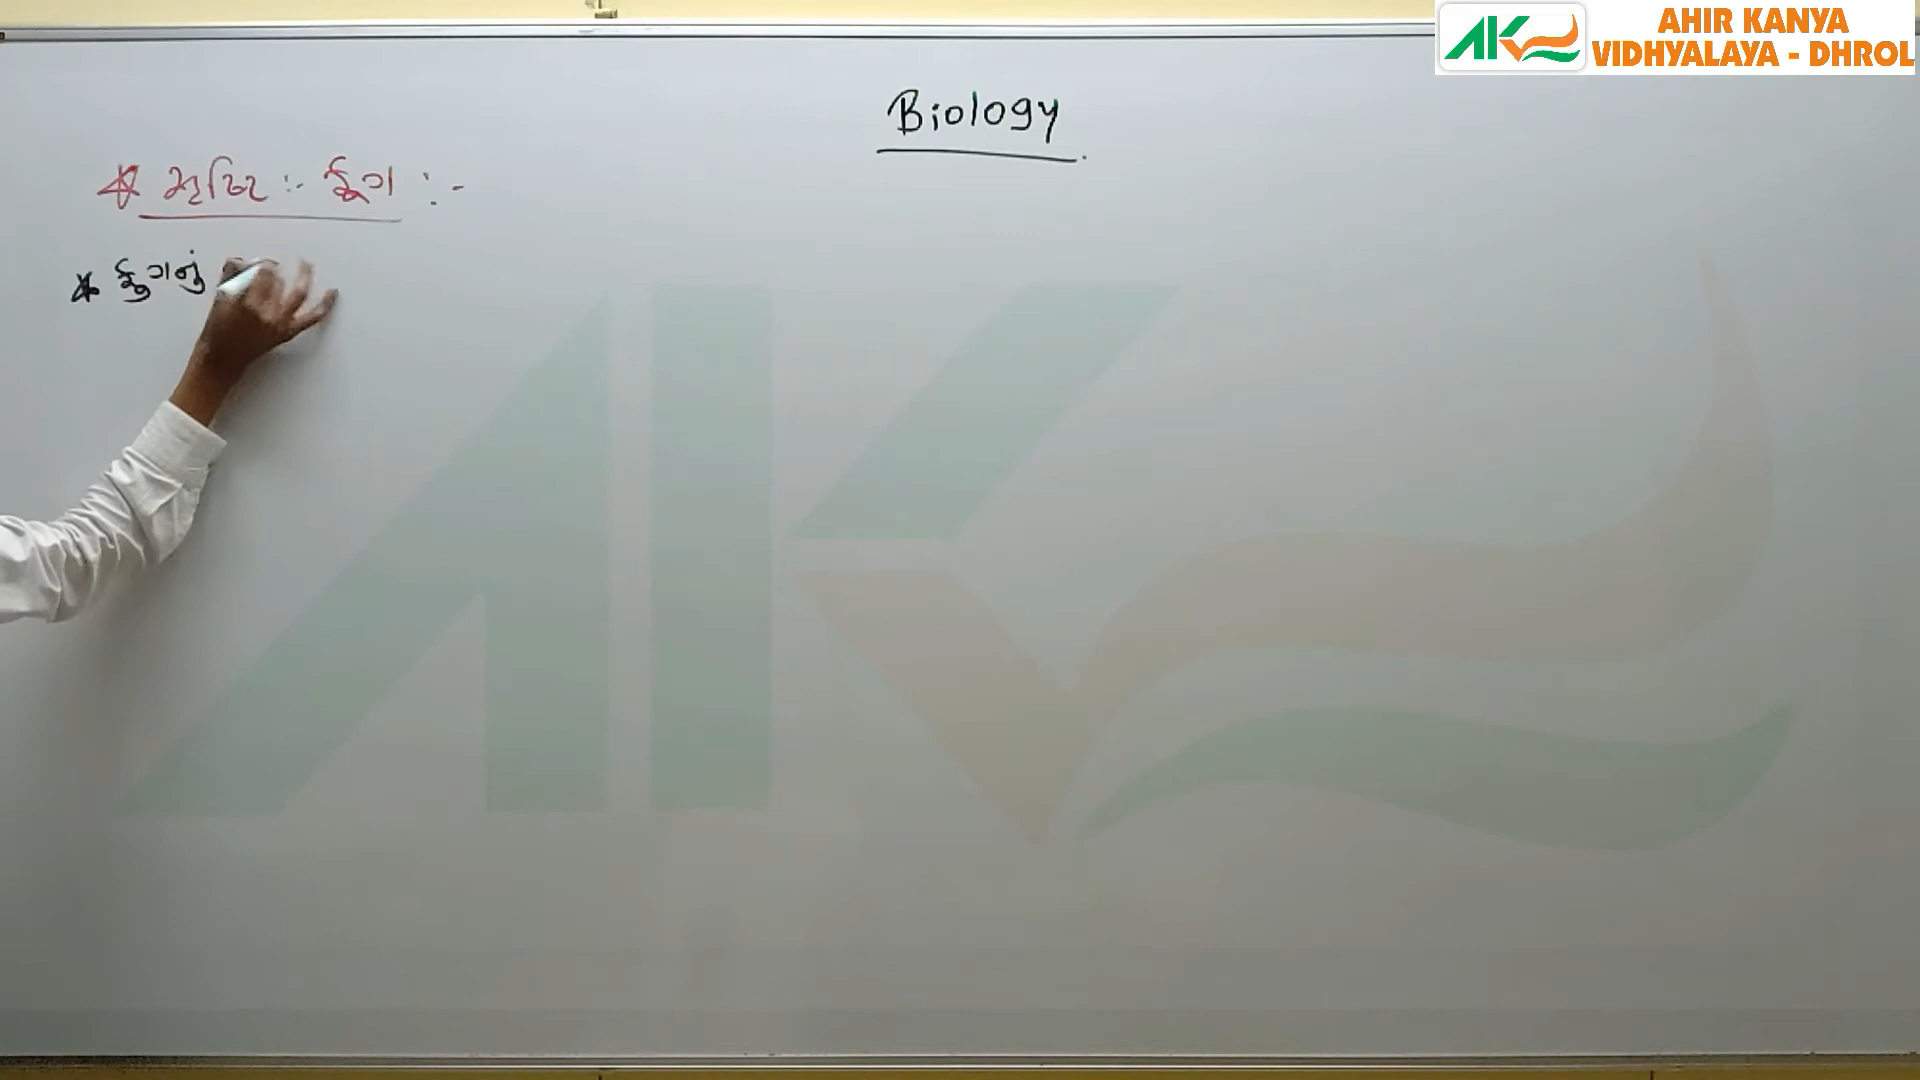 AHIR KANYA
VIDHYALAYA - DHROL
Biology
* સૃષ્ટિ :- ફૂગ :-
* ફૂગનું